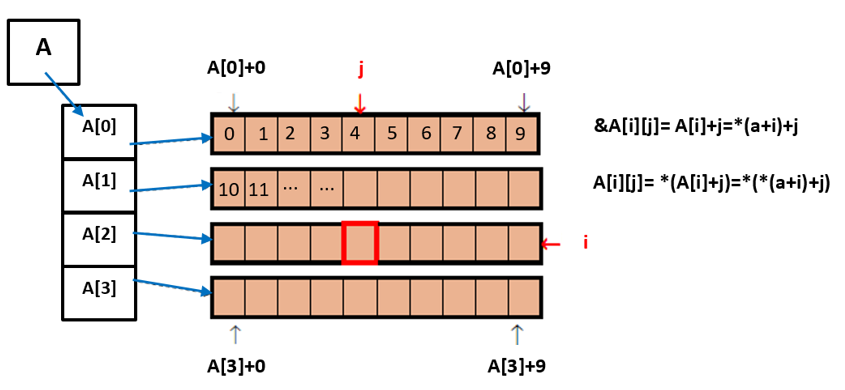 A
A[0]+0
j
A[0]+9
A[0]
0 1 2 3 4 5 6 7 8 9
&A[i][j]= A[i]+j=*(a+i)+j
A[1]
10 11 ... ...
A[i][j]= *(A[i]+j)=*(*(a+i)+j)
A[2]
i
A[3]
A[3]+0
A[3]+9